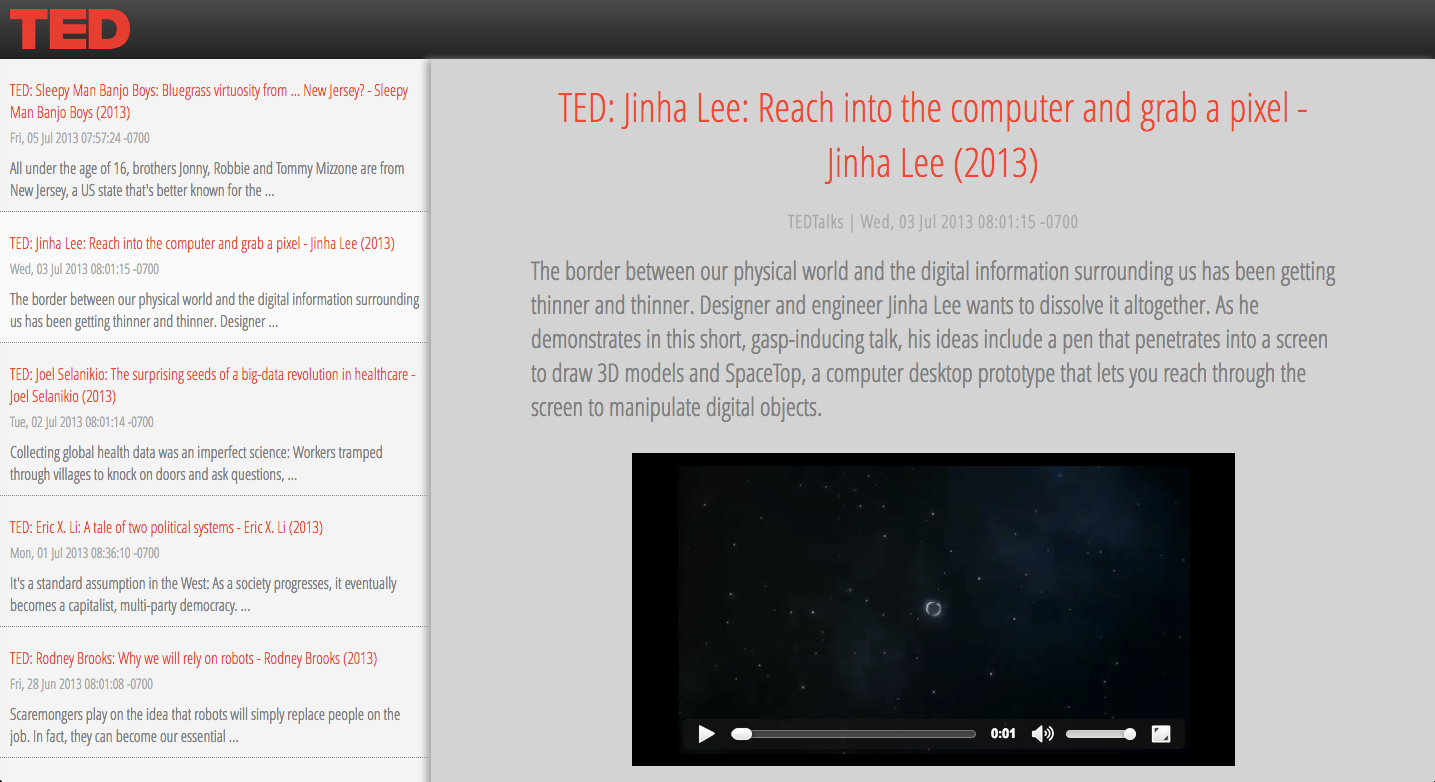 TED
TED: Sleepy Man Banjo Boys: Bluegrass virtuosity from ... New Jersey? - Sleepy
Man Banjo Boys (2013)
Fri, 05 Jul 2013 07:57:24 -0700
All under the age of 16, brothers Jonny, Robbie and Tommy Mizzone are from
New Jersey, a US state that's better known for the ...
TED: Jinha Lee: Reach into the computer and grab a pixel - Jinha Lee (2013)
Wed, 03 Jul 2013 08:01:15 -0700
The border between our physical world and the digital information surrounding
us has been getting thinner and thinner. Designer ...
TED: Joel Selanikio: The surprising seeds of a big-data revolution in healthcare -
Joel Selanikio (2013)
Tue, 02 Jul 2013 08:01:14 -0700
Collecting global health data was an imperfect science: Workers tramped
through villages to knock on doors and ask questions, ...
TED: Eric X. Li: A tale of two political systems - Eric X. Li (2013)
Mon, 01 Jul 2013 08:36:10 -0700
It's a standard assumption in the West: As a society progresses, it eventually
becomes a capitalist, multi-party democracy. ...
TED: Rodney Brooks: Why we will rely on robots - Rodney Brooks (2013)
Fri, 28 Jun 2013 08:01:08 -0700
Scaremongers play on the idea that robots will simply replace people on the
job. In fact, they can become our essential ...
TED: Jinha Lee: Reach into the computer and grab a pixel -
Jinha Lee (2013)
TEDTalks | Wed, 03 Jul 2013 08:01:15 -0700
The border between our physical world and the digital information surrounding us has been getting
thinner and thinner. Designer and engineer Jinha Lee wants to dissolve it altogether. As he
demonstrates in this short, gasp-inducing talk, his ideas include a pen that penetrates into a screen
to draw 3D models and SpaceTop, a computer desktop prototype that lets you reach through the
screen to manipulate digital objects.
0:01